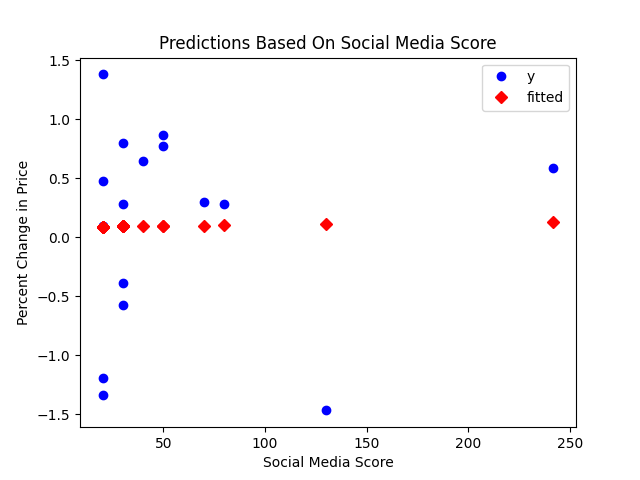 Predictions Based On Social Media Score
y
fitted
Percent Change in Price
1.5
1.0
0.5
0.0
−0.5
−1.0
−1.5
50
100
150
200
250
Social Media Score